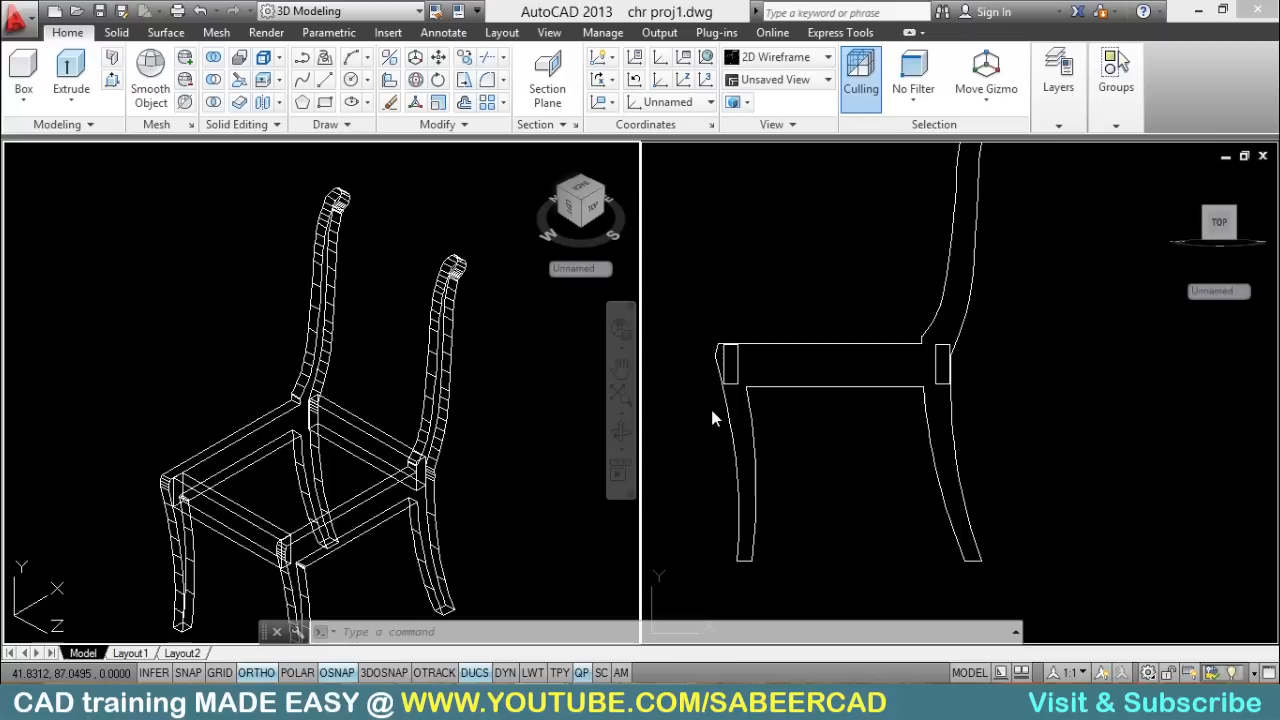 3D Modeling
AutoCAD 2013 chr proj1.dwg
Type a keyword or phrase
Sign In
Home Solid Surface Mesh Render Parametric Insert Annotate Layout View Manage Output Plug-ins Online Express Tools
Box
Extrude
Smooth Object
Section Plane
Unnamed
2D Wireframe
Unsaved View
Culling
No Filter
Move Gizmo
Layers
Groups
Modeling Mesh Solid Editing Draw Modify Section Coordinates View Selection
TOP
W S
Unnamed
TOP
Unnamed
Y
X
Z
Y
X
Type a command
Model Layout1 Layout2
41.8312, 87.0495, 0.0000 INFER SNAP GRID ORTHO POLAR OSNAP 3DOSNAP OTRACK DUCS DYN LWT TPY QP SC AM MODEL 1:1
CAD training MADE EASY @ WWW.YOUTUBE.COM/SABEERCAD Visit & Subscribe